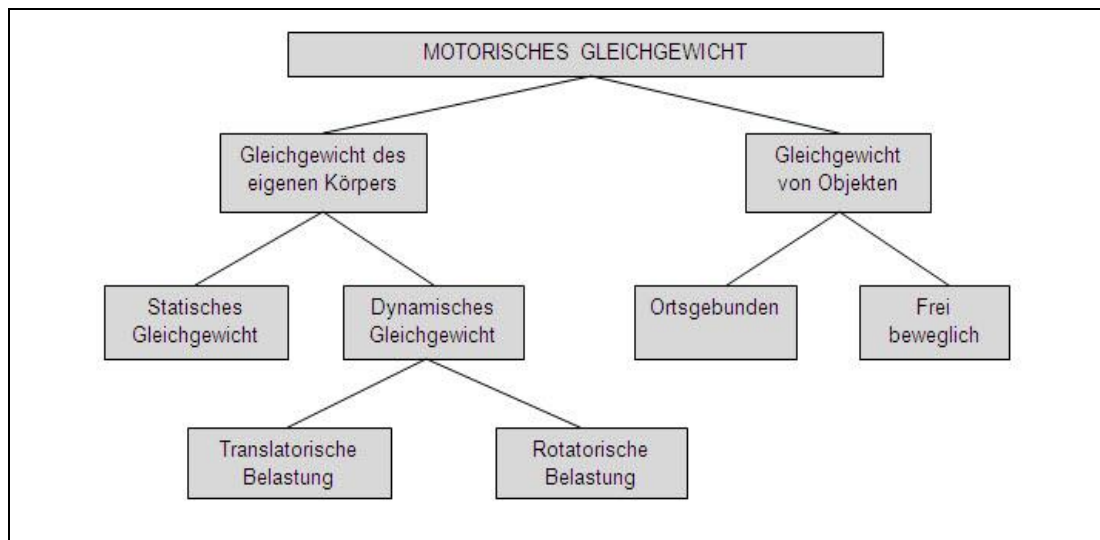 MOTORISCHES GLEICHGEWICHT
Gleichgewicht des
eigenen Körpers
Gleichgewicht
von Objekten
Statisches
Gleichgewicht
Dynamisches
Gleichgewicht
Ortsgebunden
Frei
beweglich
Translatorische
Belastung
Rotatorische
Belastung